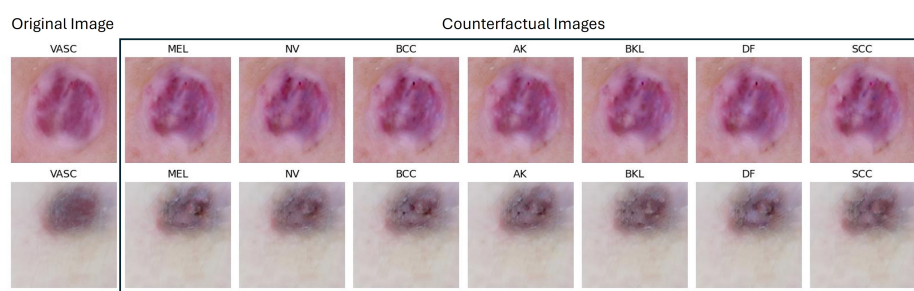 Original Image
Counterfactual Images
VASC MEL NV BCC AK BKL DF SCC
VASC MEL NV BCC AK BKL DF SCC